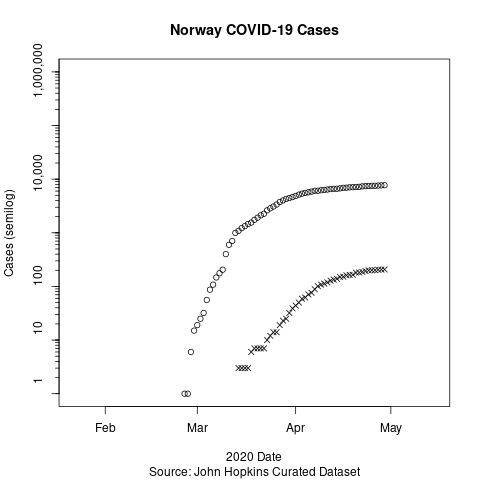 Norway COVID-19 Cases
Cases (semilog)
1,000,000
10,000
100
10
1
Feb Mar Apr May
2020 Date
Source: John Hopkins Curated Dataset